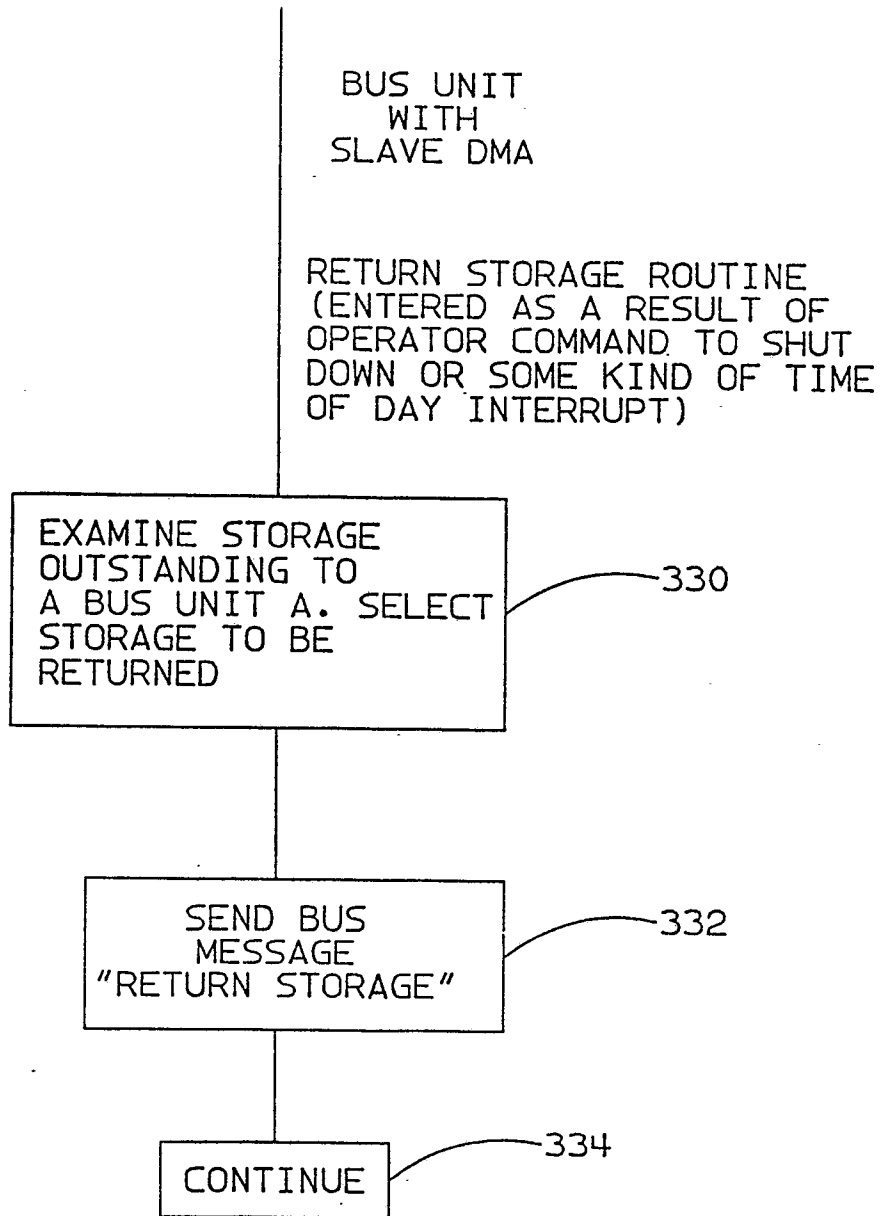 BUS UNIT
WITH
SLAVE DMA
RETURN STORAGE ROUTINE
(ENTERED AS A RESULT OF
OPERATOR COMMAND TO SHUT
DOWN OR SOME KIND OF TIME
OF DAY INTERRUPT)
EXAMINE STORAGE
OUTSTANDING TO
A BUS UNIT A. SELECT
STORAGE TO BE
RETURNED
330
SEND BUS
MESSAGE
"RETURN STORAGE"
332
CONTINUE
334